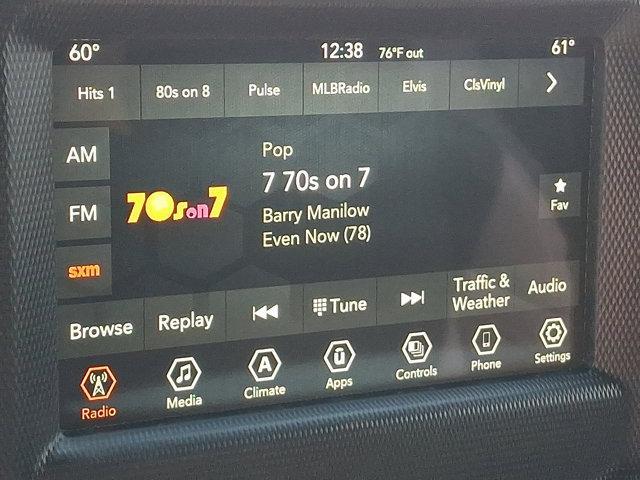 60° 12:38 76°F out 61°
Hits 1 80s on 8 Pulse MLBRadio Elvis ClsVinyl
AM
FM
sxm
70s on 7
Pop
7 70s on 7
Barry Manilow
Even Now (78)
Fav
Browse Replay Tune Traffic & Weather Audio
Radio Media A Climate ū Apps Controls Phone Settings